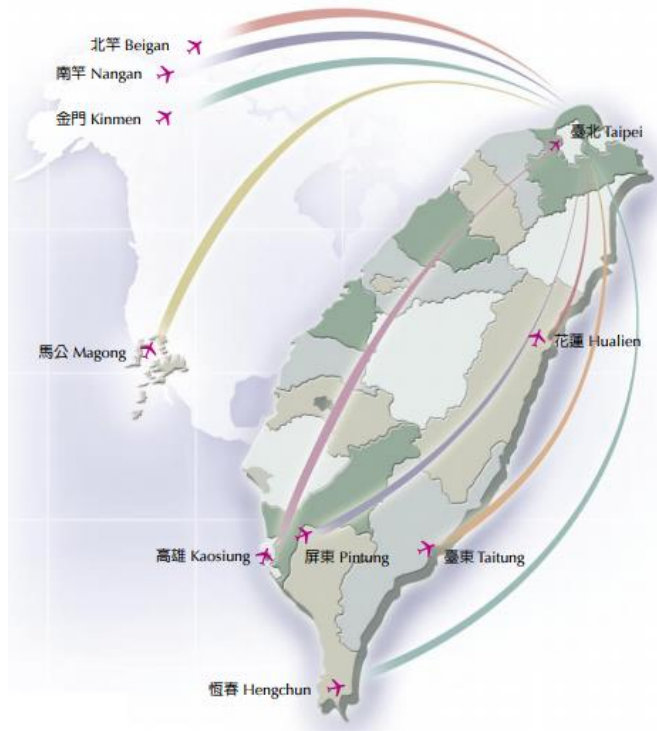 北竿 Beigan
南竿 Nangan
金門 Kinmen
臺北 Taipei
馬公 Magong
花蓮 Hualien
高雄 Kaosiung
屏東 Pintung
臺東 Taitung
恆春 Hengchun